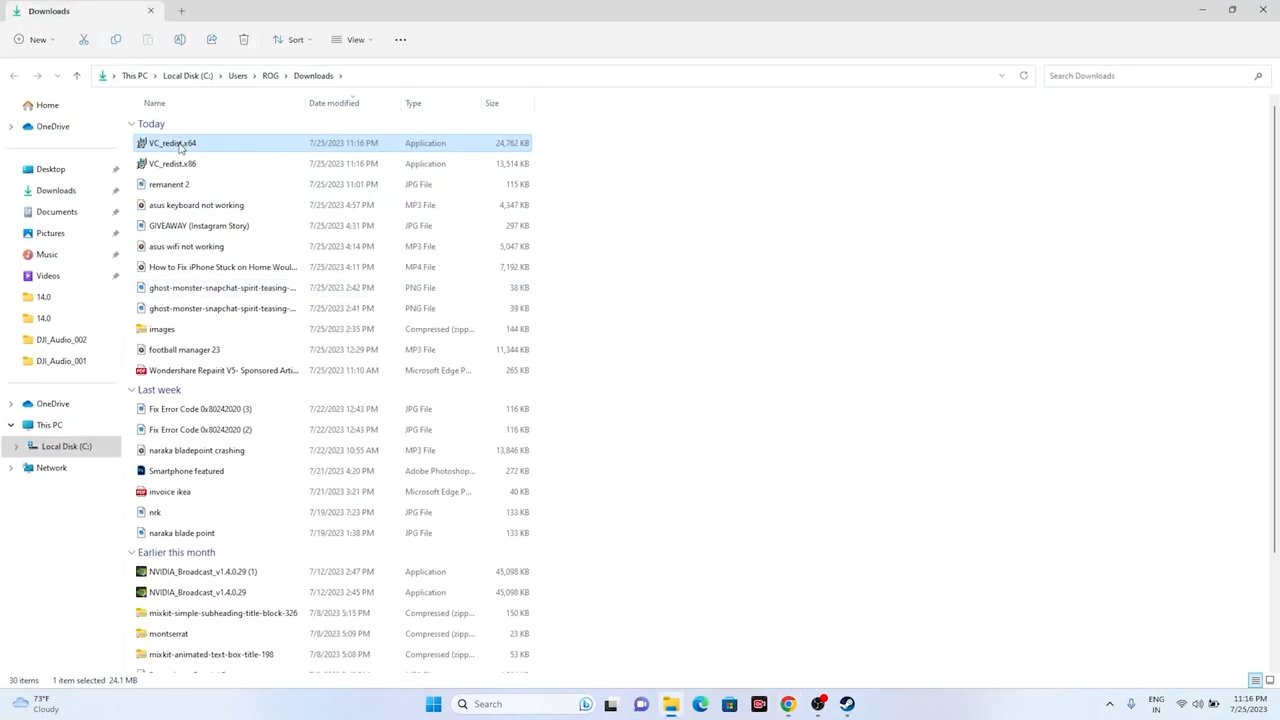 Downloads
New
Sort
View
This PC
Local Disk (C:)
Users
ROG
Downloads
Search Downloads
Home
OneDrive
Desktop
Downloads
Documents
Pictures
Music
Videos
14.0
14.0
DJI_Audio_002
DJI_Audio_001
OneDrive
This PC
Local Disk (C:)
Network
Name Date modified Type Size
Today
VC_redist.x64 7/25/2023 11:16 PM Application 24,762 KB
VC_redist.x86 7/25/2023 11:16 PM Application 13,514 KB
remanent 2 7/25/2023 11:01 PM JPG File 115 KB
asus keyboard not working 7/25/2023 4:57 PM MP3 File 4,347 KB
GIVEAWAY (Instagram Story) 7/25/2023 4:31 PM JPG File 297 KB
asus wifi not working 7/25/2023 4:14 PM MP3 File 5,047 KB
How to Fix iPhone Stuck on Home Woul... 7/25/2023 4:11 PM MP4 File 7,192 KB
ghost-monster-snapchat-spirit-teasing-... 7/25/2023 2:42 PM PNG File 38 KB
ghost-monster-snapchat-spirit-teasing-... 7/25/2023 2:41 PM PNG File 39 KB
images 7/25/2023 2:35 PM Compressed (zipp... 144 KB
football manager 23 7/25/2023 12:29 PM MP3 File 11,344 KB
Wondershare Repairit V5- Sponsored Arti... 7/25/2023 11:10 AM Microsoft Edge P... 265 KB
Last week
Fix Error Code 0x80242020 (3) 7/22/2023 12:43 PM JPG File 116 KB
Fix Error Code 0x80242020 (2) 7/22/2023 12:43 PM JPG File 116 KB
naraka bladepoint crashing 7/22/2023 10:55 AM MP3 File 13,846 KB
Smartphone featured 7/21/2023 4:20 PM Adobe Photoshop... 272 KB
invoice ikea 7/21/2023 3:21 PM Microsoft Edge P... 40 KB
nrk 7/19/2023 7:23 PM JPG File 133 KB
naraka blade point 7/19/2023 1:38 PM JPG File 133 KB
Earlier this month
NVIDIA_Broadcast_v1.4.0.29 (1) 7/12/2023 2:47 PM Application 45,098 KB
NVIDIA_Broadcast_v1.4.0.29 7/12/2023 2:45 PM Application 45,098 KB
mixkit-simple-subheading-title-block-326 7/8/2023 5:15 PM Compressed (zipp... 150 KB
montserrat 7/8/2023 5:09 PM Compressed (zipp... 23 KB
mixkit-animated-text-box-title-198 7/8/2023 5:08 PM Compressed (zipp... 53 KB
30 items 1 item selected 24.1 MB
73°F
Cloudy
Search
ENG
IN
11:16 PM
7/25/2023